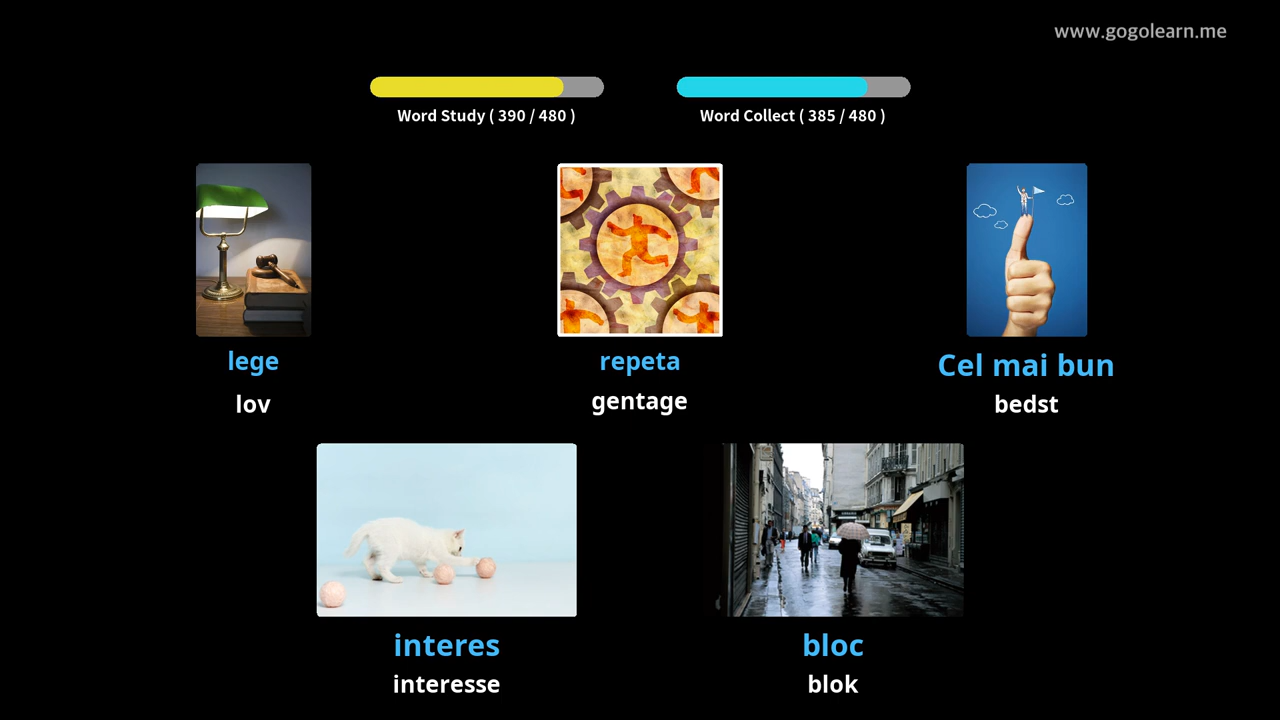 www.gogolearn.me
Word Study ( 390 / 480 )
Word Collect ( 385 / 480 )
lege
lov
repeta
gentage
Cel mai bun
bedst
interes
interesse
bloc
blok